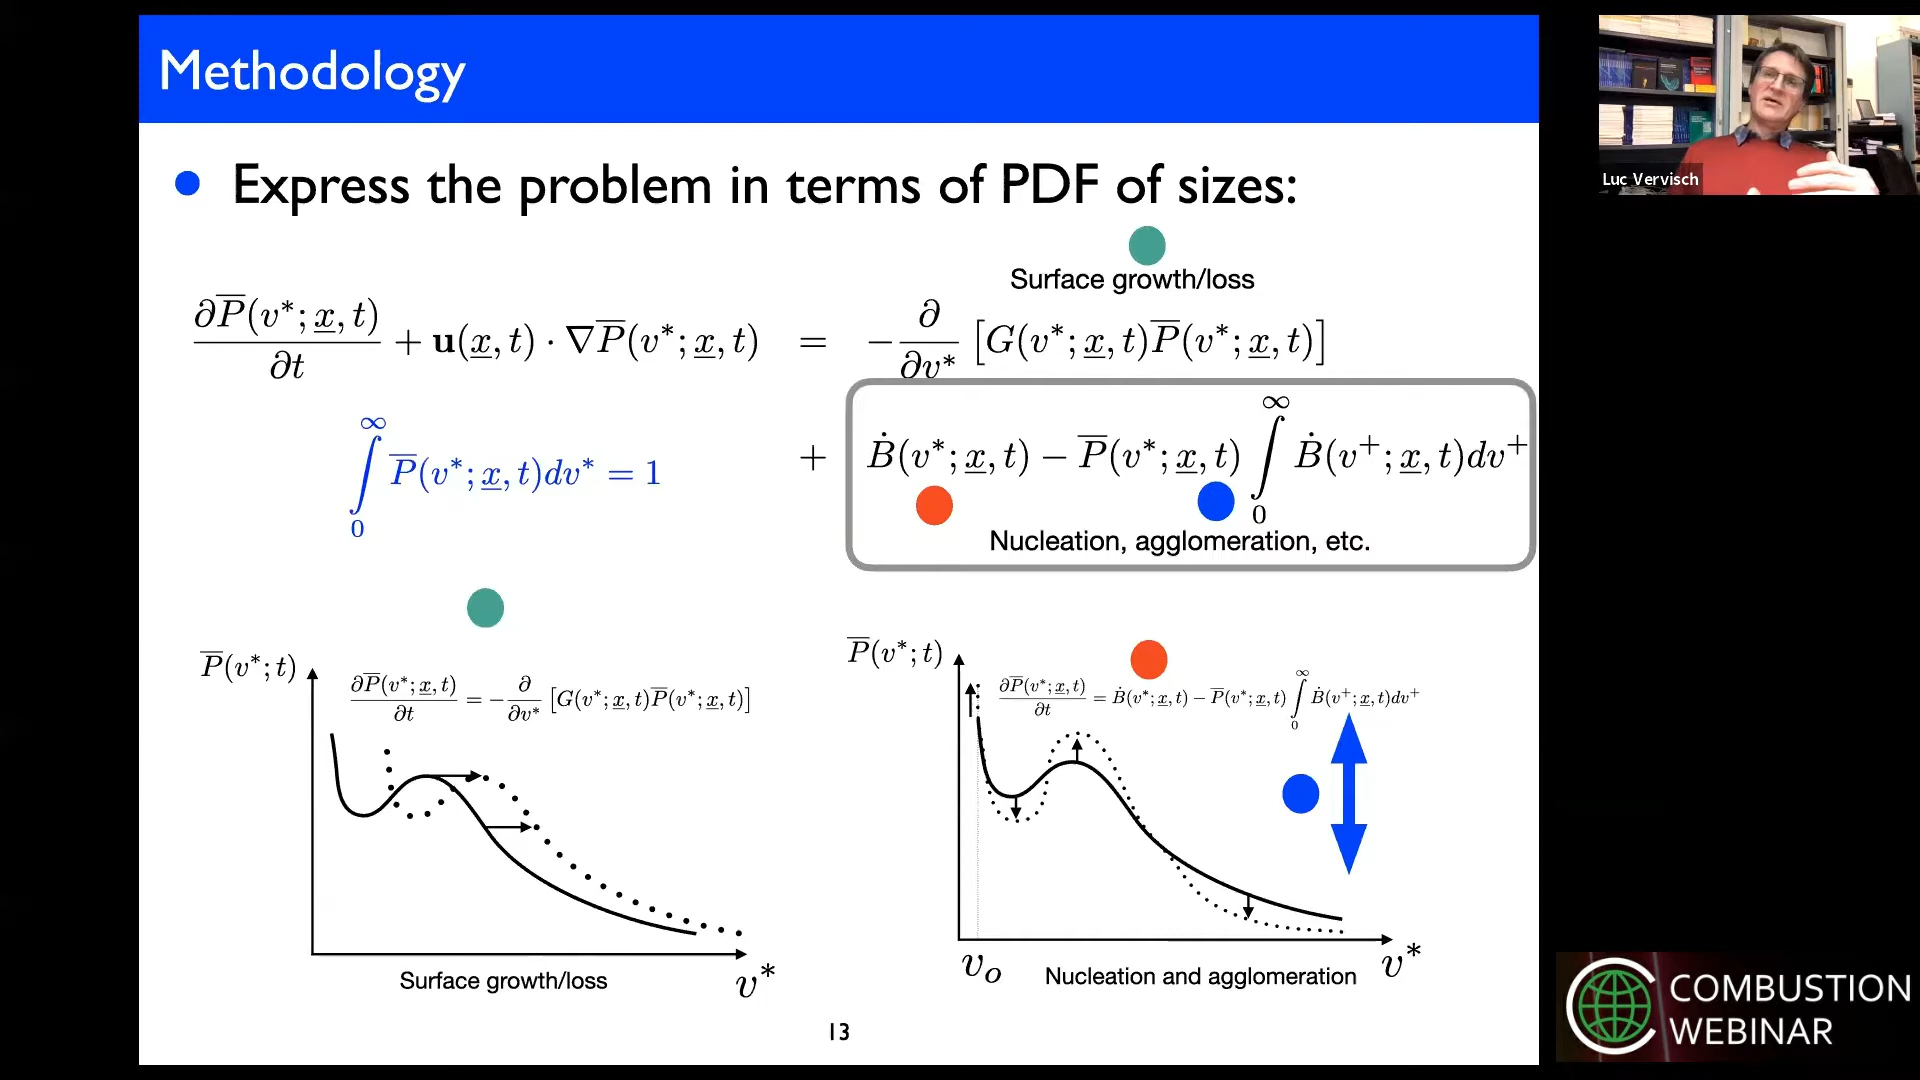 Methodology
Luc Vervisch
• Express the problem in terms of PDF of sizes:
Surface growth/loss
∂P̅(v*; x̲, t)/∂t + u(x̲, t) · ∇P̅(v*; x̲, t) = −∂/∂v* [G(v*; x̲, t)P̅(v*; x̲, t)]
∫₀^∞ P̅(v*; x̲, t)dv* = 1
+ Ḃ(v*; x̲, t) − P̅(v*; x̲, t) ∫₀^∞ Ḃ(v⁺; x̲, t)dv⁺
Nucleation, agglomeration, etc.
P̅(v*; t)
∂P̅(v*; x̲, t)/∂t = −∂/∂v* [G(v*; x̲, t)P̅(v*; x̲, t)]
v*
Surface growth/loss
P̅(v*; t)
∂P̅(v*; x̲, t)/∂t = Ḃ(v*; x̲, t) − P̅(v*; x̲, t) ∫₀^∞ Ḃ(v⁺; x̲, t)dv⁺
vₒ
Nucleation and agglomeration
v*
13
COMBUSTION
WEBINAR